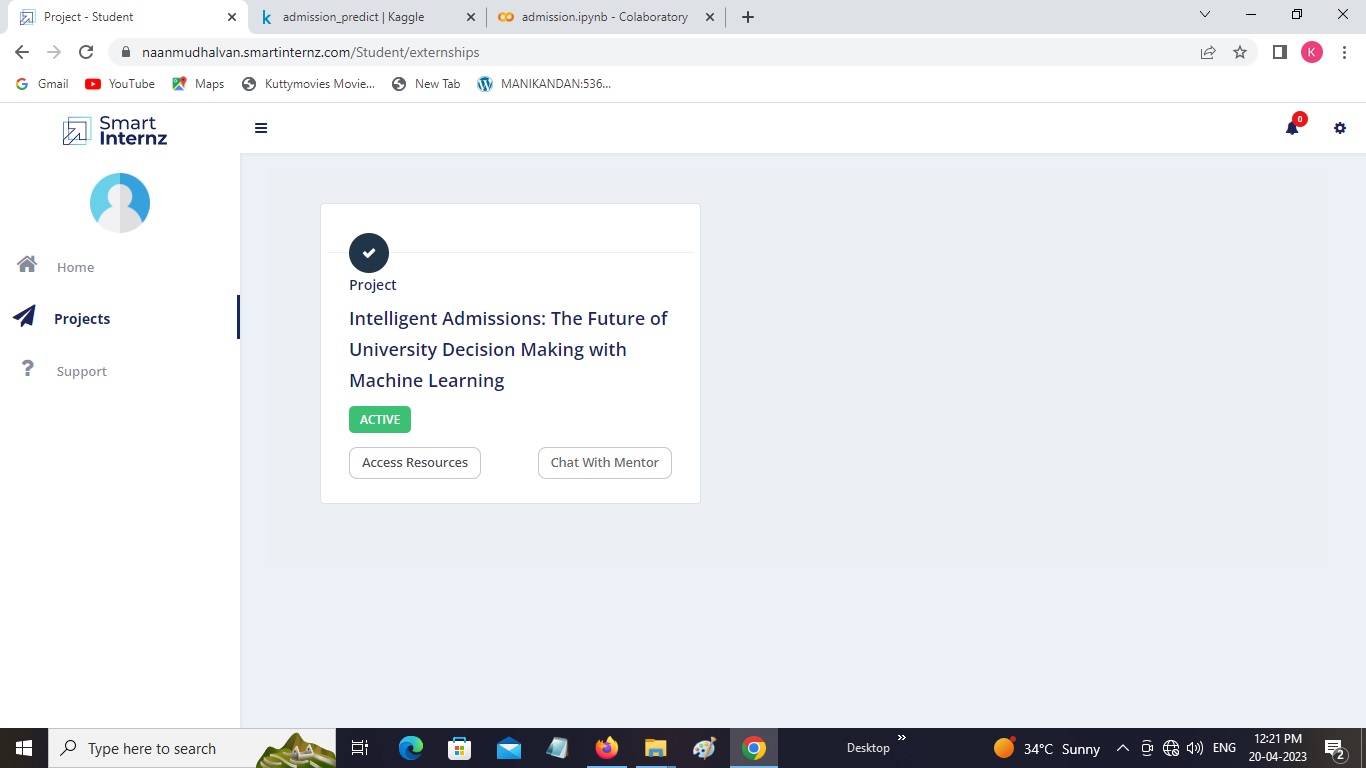 Project - Student
admission_predict | Kaggle
admission.ipynb - Colaboratory
naanmudhalvan.smartinternz.com/Student/externships
K
Gmail
YouTube
Maps
Kuttymovies Movie...
New Tab
MANIKANDAN:536...
Smart
Internz
0
Home
Projects
Support
Project
Intelligent Admissions: The Future of
University Decision Making with
Machine Learning
ACTIVE
Access Resources
Chat With Mentor
Type here to search
Desktop
34°C Sunny
ENG
12:21 PM
20-04-2023
2